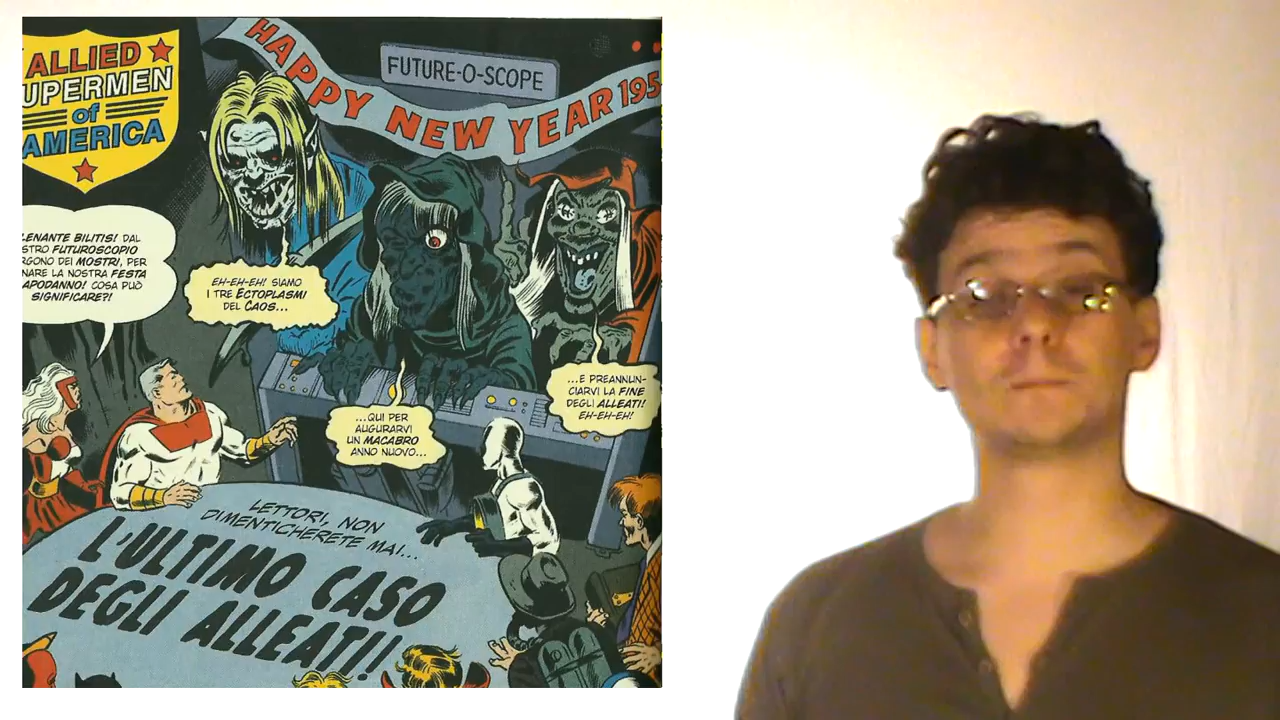 ALLIED
UPERMEN
of
AMERICA
FUTURE-O-SCOPE
HAPPY NEW YEAR 195
LENANTE BILITIS! DAL
STRO FUTUROSCOPIO
RGONO DEI MOSTRI, PER
NARE LA NOSTRA FESTA
APODANNO! COSA PUÒ
SIGNIFICARE?!
EH-EH-EH! SIAMO
I TRE ECTOPLASMI
DEL CAOS...
...QUI PER
AUGURARVI
UN MACABRO
ANNO NUOVO...
...E PREANNUN-
CIARVI LA FINE
DEGLI ALLEATI!
EH-EH-EH!
LETTORI, NON
DIMENTICHERETE MAI...
L'ULTIMO CASO
DEGLI ALLEATI!